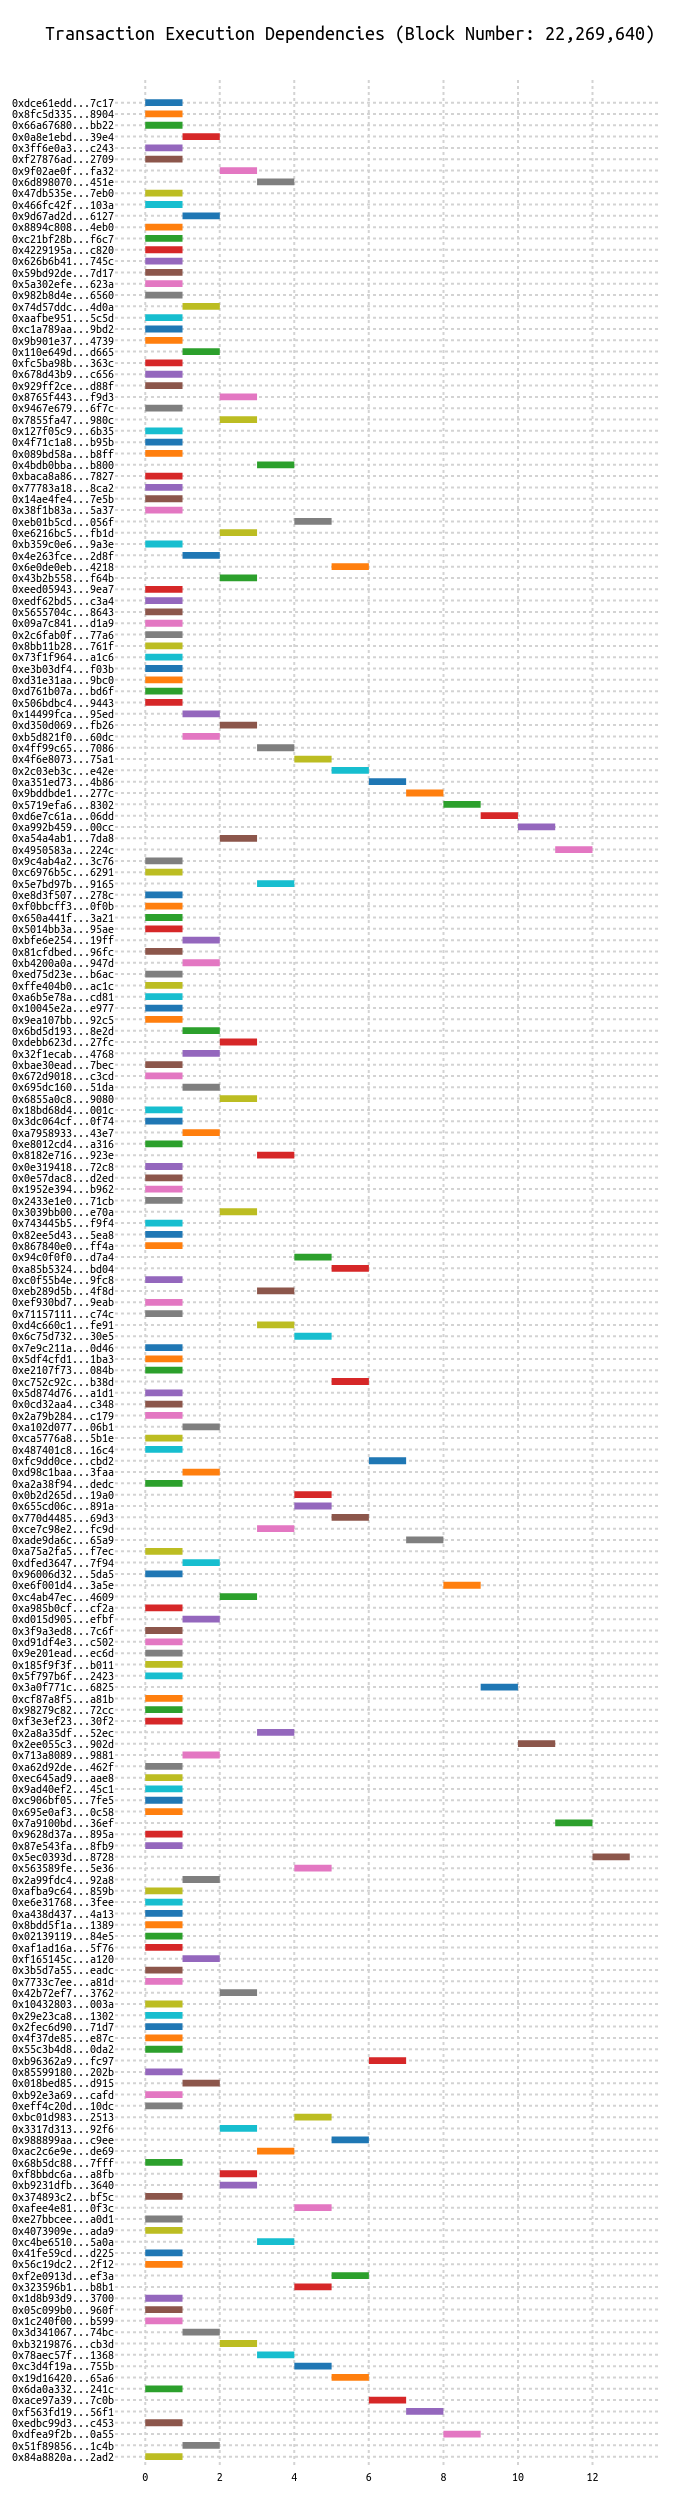 Transaction Execution Dependencies (Block Number: 22,269,640)
0xdce61edd...7c17
0x8fc5d335...8904
0x66a67680...bb22
0x0a8e1ebd...39e4
0x3ff6e0a3...c243
0xf27876ad...2709
0x9f02ae0f...fa32
0x6d898070...451e
0x47db535e...7eb0
0x466fc42f...103a
0x9d67ad2d...6127
0x8894c808...4eb0
0xc21bf28b...f6c7
0x4229195a...c820
0x626b6b41...745c
0x59bd92de...7d17
0x5a302efe...623a
0x982b8d4e...6560
0x74d57ddc...4d0a
0xaafbe951...5c5d
0xc1a789aa...9bd2
0x9b901e37...4739
0x110e649d...d665
0xfc5ba98b...363c
0x678d43b9...c656
0x929ff2ce...d88f
0x8765f443...f9d3
0x9467e679...6f7c
0x7855fa47...980c
0x127f05c9...6b35
0x4f71c1a8...b95b
0x089bd58a...b8ff
0x4bdb0bba...b800
0xbaca8a86...7827
0x77783a18...8ca2
0x14ae4fe4...7e5b
0x38f1b83a...5a37
0xeb01b5cd...056f
0xe6216bc5...fb1d
0xb359c0e6...9a3e
0x4e263fce...2d8f
0x6e0de0eb...4218
0x43b2b558...f64b
0xeed05943...9ea7
0xedf62bd5...c3a4
0x5655704c...8643
0x09a7c841...d1a9
0x2c6fab0f...77a6
0x8bb11b28...761f
0x73f1f964...a1c6
0xe3b03df4...f03b
0xd31e31aa...9bc0
0xd761b07a...bd6f
0x506bdbc4...9443
0x14499fca...95ed
0xd350d069...fb26
0xb5d821f0...60dc
0x4ff99c65...7086
0x4f6e8073...75a1
0x2c03eb3c...e42e
0xa351ed73...4b86
0x9bddbde1...277c
0x5719efa6...8302
0xd6e7c61a...06dd
0xa992b459...00cc
0xa54a4ab1...7da8
0x4950583a...224c
0x9c4ab4a2...3c76
0xc6976b5c...6291
0x5e7bd97b...9165
0xe8d3f507...278c
0xf0bbcff3...0f0b
0x650a441f...3a21
0x5014bb3a...95ae
0xbfe6e254...19ff
0x81cfdbed...96fc
0xb4200a0a...947d
0xed75d23e...b6ac
0xffe404b0...ac1c
0xa6b5e78a...cd81
0x10045e2a...e977
0x9ea107bb...92c5
0x6bd5d193...8e2d
0xdebb623d...27fc
0x32f1ecab...4768
0xbae30ead...7bec
0x672d9018...c3cd
0x695dc160...51da
0x6855a0c8...9080
0x18bd68d4...001c
0x3dc064cf...0f74
0xa7958933...43e7
0xe8012cd4...a316
0x8182e716...923e
0x0e319418...72c8
0x0e57dac8...d2ed
0x1952e394...b962
0x2433e1e0...71cb
0x3039bb00...e70a
0x743445b5...f9f4
0x82ee5d43...5ea8
0x867840e0...ff4a
0x94c0f0f0...d7a4
0xa85b5324...bd04
0xc0f55b4e...9fc8
0xeb289d5b...4f8d
0xef930bd7...9eab
0x71157111...c74c
0xd4c660c1...fe91
0x6c75d732...30e5
0x7e9c211a...0d46
0x5df4cfd1...1ba3
0xe2107f73...084b
0xc752c92c...b38d
0x5d874d76...a1d1
0x0cd32aa4...c348
0x2a79b284...c179
0xa102d077...06b1
0xca5776a8...5b1e
0x487401c8...16c4
0xfc9dd0ce...cbd2
0xd98c1baa...3faa
0xa2a38f94...dedc
0x0b2d265d...19a0
0x655cd06c...891a
0x770d4485...69d3
0xce7c98e2...fc9d
0xade9da6c...65a9
0xa75a2fa5...f7ec
0xdfed3647...7f94
0x96006d32...5da5
0xe6f001d4...3a5e
0xc4ab47ec...4609
0xa985b0cf...cf2a
0xd015d905...efbf
0x3f9a3ed8...7c6f
0xd91df4e3...c502
0x9e201ead...ec6d
0x185f9f3f...b011
0x5f797b6f...2423
0x3a0f771c...6825
0xcf87a8f5...a81b
0x98279c82...72cc
0xf3e3ef23...30f2
0x2a8a35df...52ec
0x2ee055c3...902d
0x713a8089...9881
0xa62d92de...462f
0xec645ad9...aae8
0x9ad40ef2...45c1
0xc906bf05...7fe5
0x695e0af3...0c58
0x7a9100bd...36ef
0x9628d37a...895a
0x87e543fa...8fb9
0x5ec0393d...8728
0x563589fe...5e36
0x2a99fdc4...92a8
0xafba9c64...859b
0xe6e31768...3fee
0xa438d437...4a13
0x8bdd5f1a...1389
0x02139119...84e5
0xaf1ad16a...5f76
0xf165145c...a120
0x3b5d7a55...eadc
0x7733c7ee...a81d
0x42b72ef7...3762
0x10432803...003a
0x29e23ca8...1302
0x2fec6d90...71d7
0x4f37de85...e87c
0x55c3b4d8...0da2
0xb96362a9...fc97
0x85599180...202b
0x018bed85...d915
0xb92e3a69...cafd
0xeff4c20d...10dc
0xbc01d983...2513
0x3317d313...92f6
0x988899aa...c9ee
0xac2c6e9e...de69
0x68b5dc88...7fff
0xf8bbdc6a...a8fb
0xb9231dfb...3640
0x374893c2...bf5c
0xafee4e81...0f3c
0xe27bbcee...a0d1
0x4073909e...ada9
0xc4be6510...5a0a
0x41fe59cd...d225
0x56c19dc2...2f12
0xf2e0913d...ef3a
0x323596b1...b8b1
0x1d8b93d9...3700
0x05c099b0...960f
0x1c240f00...b599
0x3d341067...74bc
0xb3219876...cb3d
0x78aec57f...1368
0xc3d4f19a...755b
0x19d16420...65a6
0x6da0a332...241c
0xace97a39...7c0b
0xf563fd19...56f1
0xedbc99d3...c453
0xdfea9f2b...0a55
0x51f89856...1c4b
0x84a8820a...2ad2
0 2 4 6 8 10 12